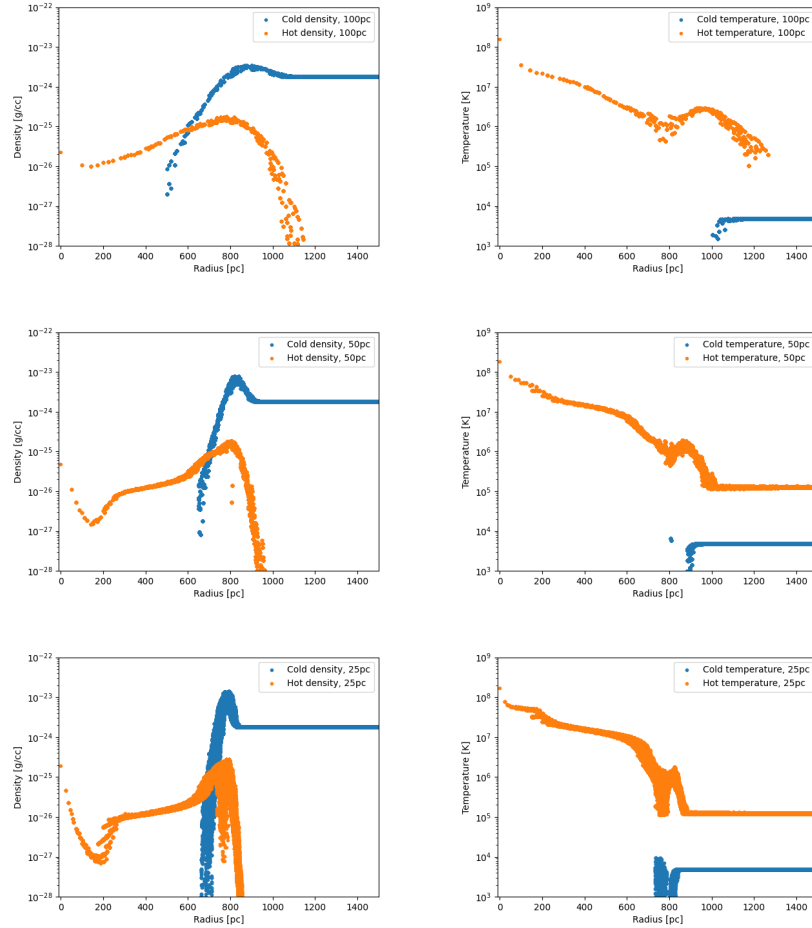 10⁻²²
10⁻²³
10⁻²⁴
10⁻²⁵
10⁻²⁶
10⁻²⁷
10⁻²⁸
Density [g/cc]
Cold density, 100pc
Hot density, 100pc
0 200 400 600 800 1000 1200 1400
Radius [pc]
10⁹
10⁸
10⁷
10⁶
10⁵
10⁴
10³
Temperature [K]
Cold temperature, 100pc
Hot temperature, 100pc
0 200 400 600 800 1000 1200 1400
Radius [pc]
10⁻²²
10⁻²³
10⁻²⁴
10⁻²⁵
10⁻²⁶
10⁻²⁷
10⁻²⁸
Density [g/cc]
Cold density, 50pc
Hot density, 50pc
0 200 400 600 800 1000 1200 1400
Radius [pc]
10⁹
10⁸
10⁷
10⁶
10⁵
10⁴
10³
Temperature [K]
Cold temperature, 50pc
Hot temperature, 50pc
0 200 400 600 800 1000 1200 1400
Radius [pc]
10⁻²²
10⁻²³
10⁻²⁴
10⁻²⁵
10⁻²⁶
10⁻²⁷
10⁻²⁸
Density [g/cc]
Cold density, 25pc
Hot density, 25pc
0 200 400 600 800 1000 1200 1400
Radius [pc]
10⁹
10⁸
10⁷
10⁶
10⁵
10⁴
10³
Temperature [K]
Cold temperature, 25pc
Hot temperature, 25pc
0 200 400 600 800 1000 1200 1400
Radius [pc]